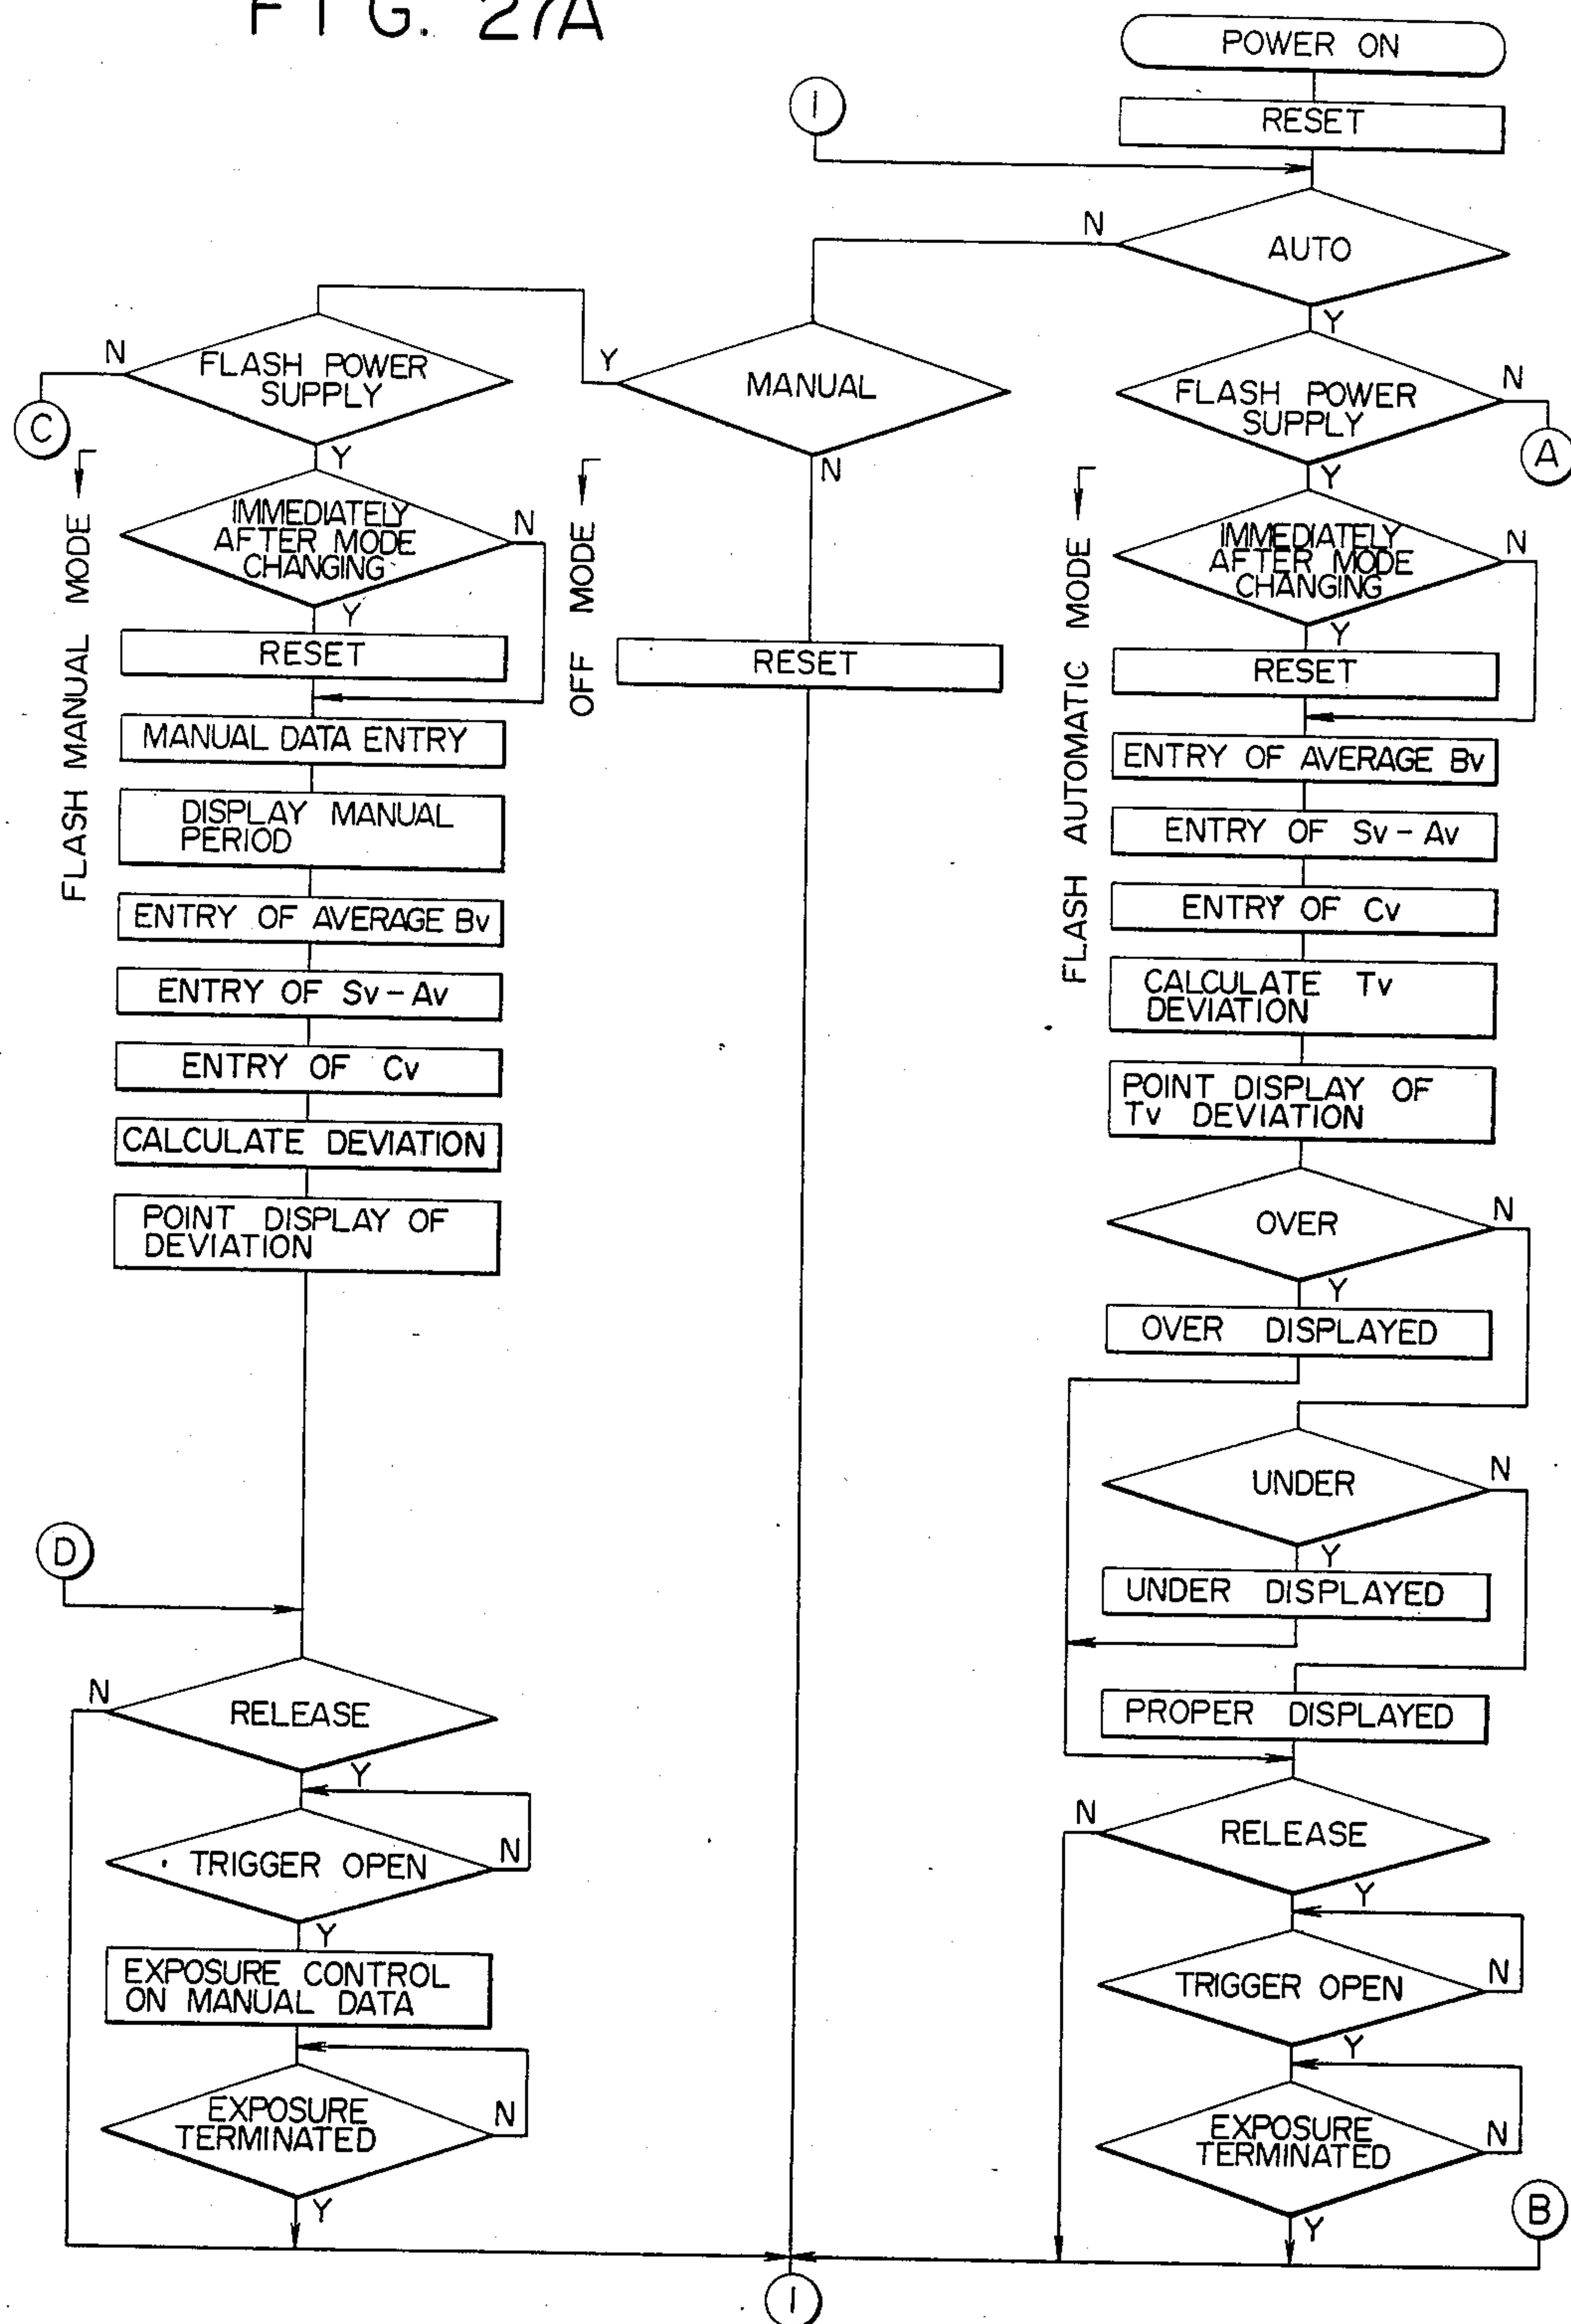 FIG. 27A
POWER ON
RESET
1
AUTO
N
Y
MANUAL
Y
N
FLASH POWER
SUPPLY
N
Y
C
FLASH POWER
SUPPLY
N
Y
A
FLASH MANUAL MODE
IMMEDIATELY
AFTER MODE
CHANGING
N
Y
RESET
MANUAL DATA ENTRY
DISPLAY MANUAL
PERIOD
ENTRY OF AVERAGE Bv
ENTRY OF Sv-Av
ENTRY OF Cv
CALCULATE DEVIATION
POINT DISPLAY OF
DEVIATION
D
RELEASE
N
Y
TRIGGER OPEN
N
Y
EXPOSURE CONTROL
ON MANUAL DATA
EXPOSURE
TERMINATED
N
Y
OFF MODE
RESET
FLASH AUTOMATIC MODE
IMMEDIATELY
AFTER MODE
CHANGING
N
Y
RESET
ENTRY OF AVERAGE Bv
ENTRY OF Sv-Av
ENTRY OF Cv
CALCULATE Tv
DEVIATION
POINT DISPLAY OF
Tv DEVIATION
OVER
N
Y
OVER DISPLAYED
UNDER
N
Y
UNDER DISPLAYED
PROPER DISPLAYED
RELEASE
N
Y
TRIGGER OPEN
N
Y
EXPOSURE
TERMINATED
N
Y
B
1